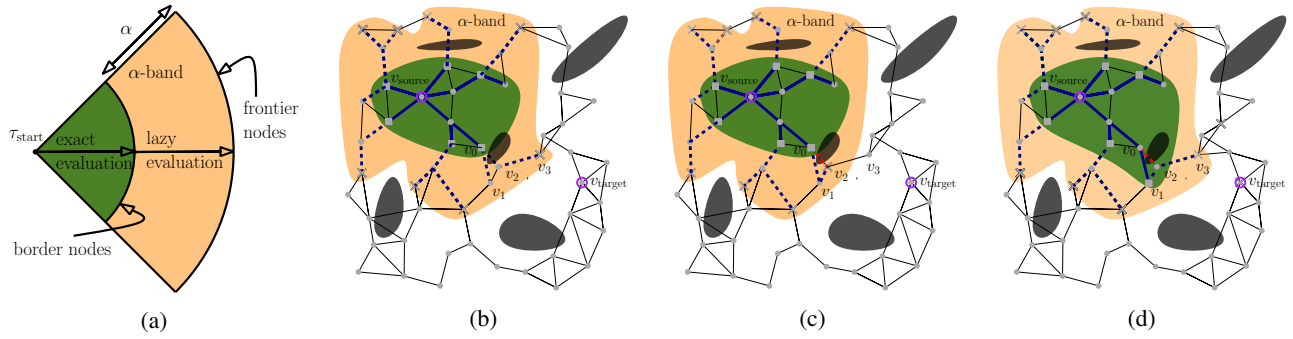 α
α-band
frontier
nodes
τstart
exact
lazy
evaluation
evaluation
border nodes
(a)
α-band
vsource
v0
v2
v3
v1
vtarget
(b)
α-band
vsource
v0
v2
v3
v1
vtarget
(c)
α-band
vsource
v0
v2
v3
v1
vtarget
(d)